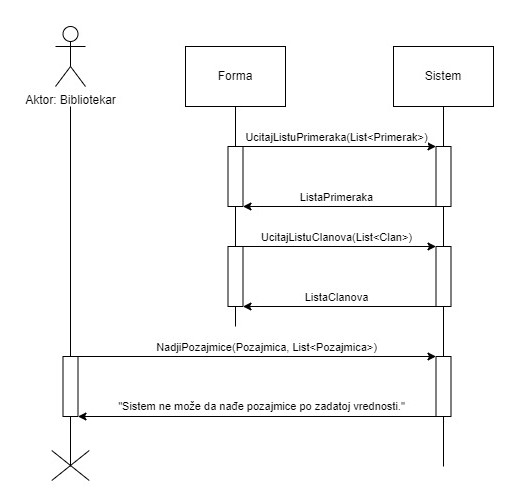 Forma
Sistem
Aktor: Bibliotekar
UcitajListuPrimeraka(List<Primerak>)
ListaPrimeraka
UcitajListuClanova(List<Clan>)
ListaClanova
NadjiPozajmice(Pozajmica, List<Pozajmica>)
"Sistem ne može da nađe pozajmice po zadatoj vrednosti."